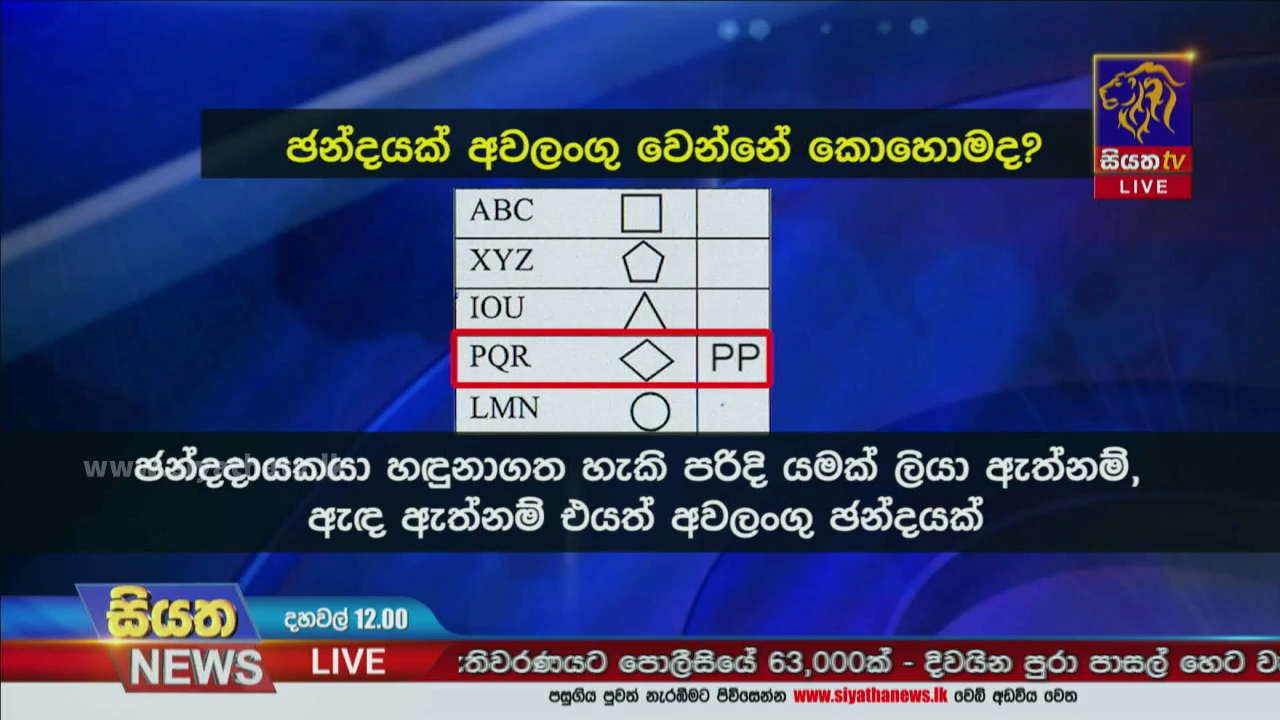 ඡන්දයක් අවලංගු වෙන්නේ කොහොමද?
සියත tv
LIVE
ABC
XYZ
IOU
PQR PP
LMN
ඡන්දදායකයා හඳුනාගත හැකි පරිදි යමක් ලියා ඇත්නම්,
ඇඳ ඇත්නම් එයත් අවලංගු ඡන්දයක්
සියත
NEWS
දහවල් 12.00
LIVE
පොලීසියේ 63,000ක් - දිවයින පුරා පාසල් හෙට
පසුගිය පුවත් නැරඹීමට පිවිසෙන්න www.siyathanews.lk වෙබ් අඩවිය වෙත